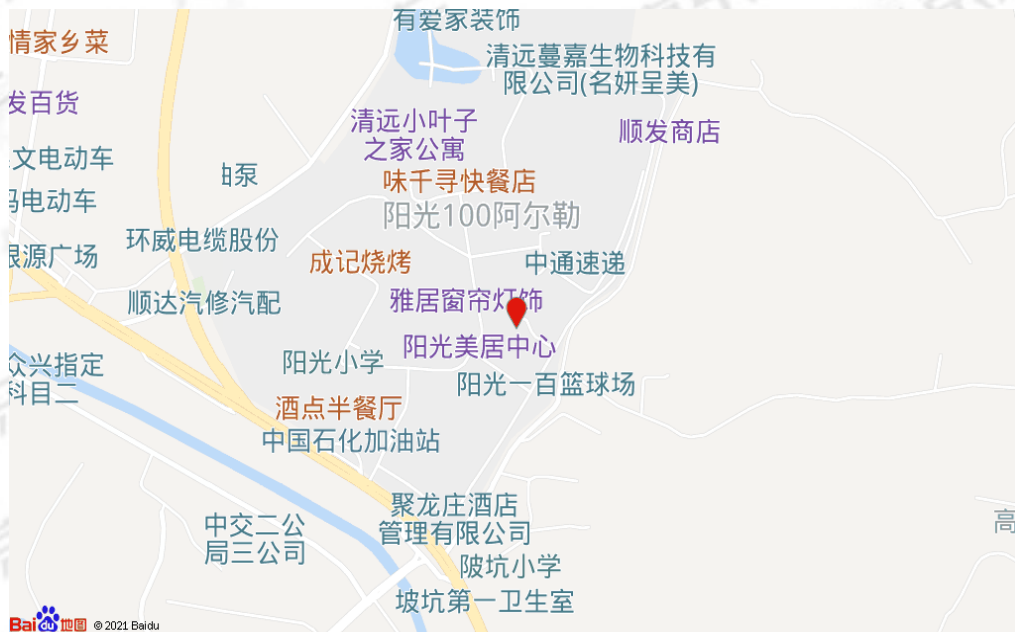 有爱家装饰
情家乡菜
清远蔓嘉生物科技有
限公司(名妍呈美)
发百货
清远小叶子
之家公寓
顺发商店
文电动车
油泵
味千寻快餐店
电动车
阳光100阿尔勒
环威电缆股份
源广场
成记烧烤
中通速递
顺达汽修汽配
雅居窗帘灯饰
阳光美居中心
阳光小学
众兴指定
科目二
阳光一百篮球场
酒点半餐厅
中国石化加油站
聚龙庄酒店
管理有限公司
中交二公
局三公司
高
陂坑小学
坡坑第一卫生室
Bai du 地图 © 2021 Baidu